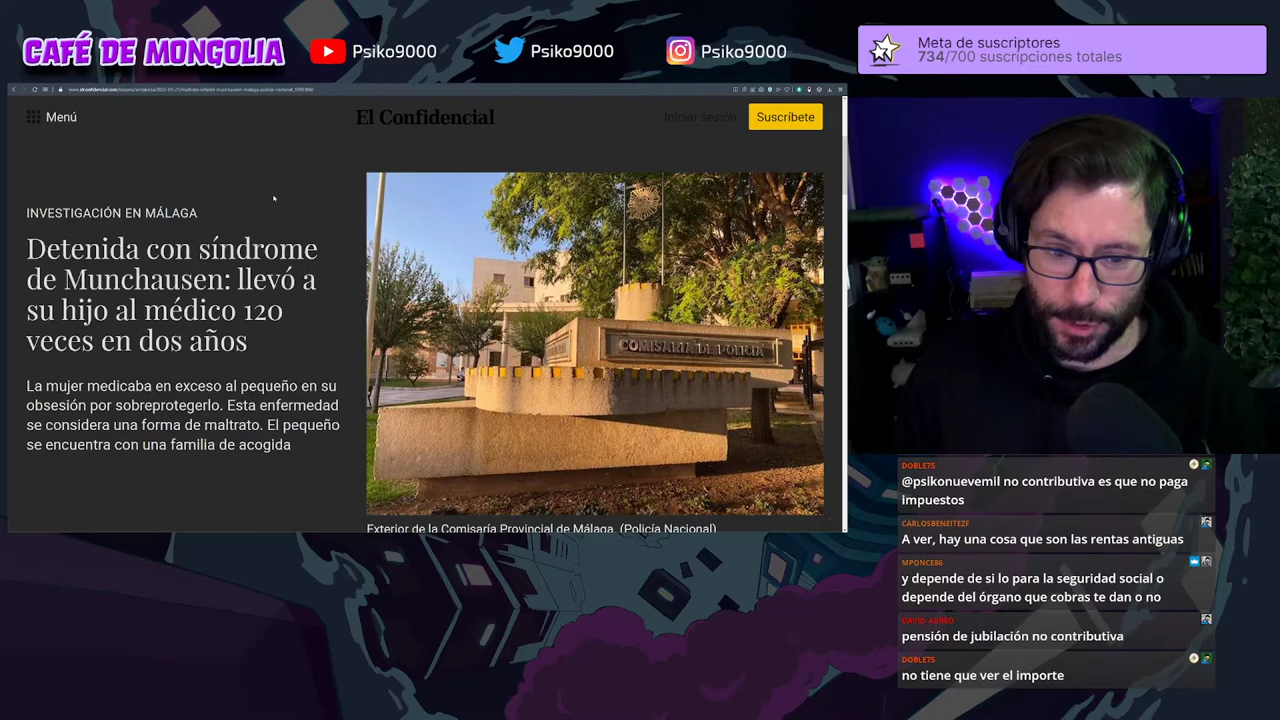 CAFÉ DE MONGOLIA
Psiko9000
Psiko9000
Psiko9000
Meta de suscriptores
734/700 suscripciones totales
Menú
El Confidencial
Iniciar sesión
Suscríbete
INVESTIGACIÓN EN MÁLAGA
Detenida con síndrome
de Munchausen: llevó a
su hijo al médico 120
veces en dos años
La mujer medicaba en exceso al pequeño en su
obsesión por sobreprotegerlo. Esta enfermedad
se considera una forma de maltrato. El pequeño
se encuentra con una familia de acogida
COMISARIA DE POLICIA
Exterior de la Comisaría Provincial de Málaga. (Policía Nacional)
DOBLE75
@psikonuevemil no contributiva es que no paga
impuestos
CARLOSBENEITEZF
A ver, hay una cosa que son las rentas antiguas
MPONCE86
y depende de si lo para la seguridad social o
depende del órgano que cobras te dan o no
DAVID_AUREO
pensión de jubilación no contributiva
DOBLE75
no tiene que ver el importe